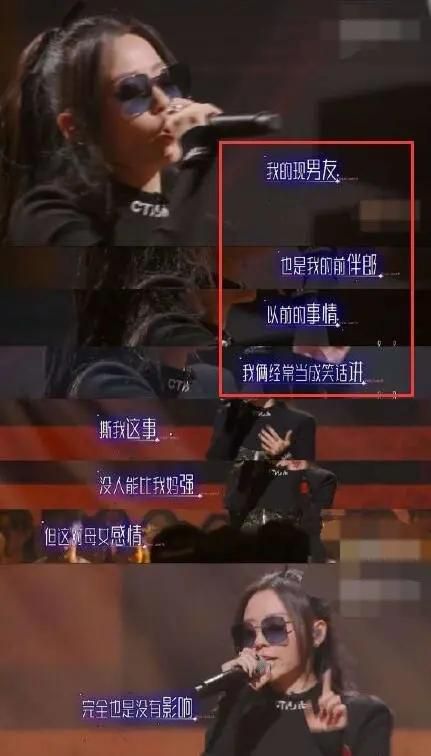 我的现男友
CTISM
也是我的前伴郎
以前的事情
我俩经常当成笑话讲
撕我这事
没人能比我妈强
但这对母女感情
完全也是没有影响